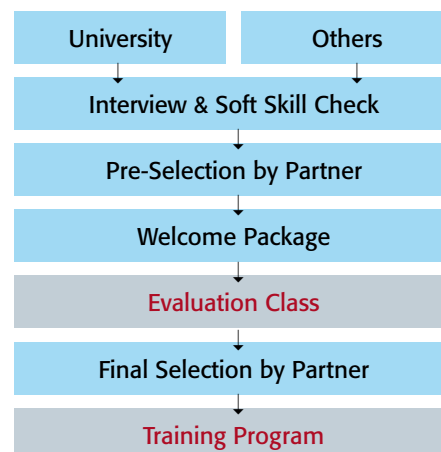 University
Others
Interview & Soft Skill Check
Pre-Selection by Partner
Welcome Package
Evaluation Class
Final Selection by Partner
Training Program